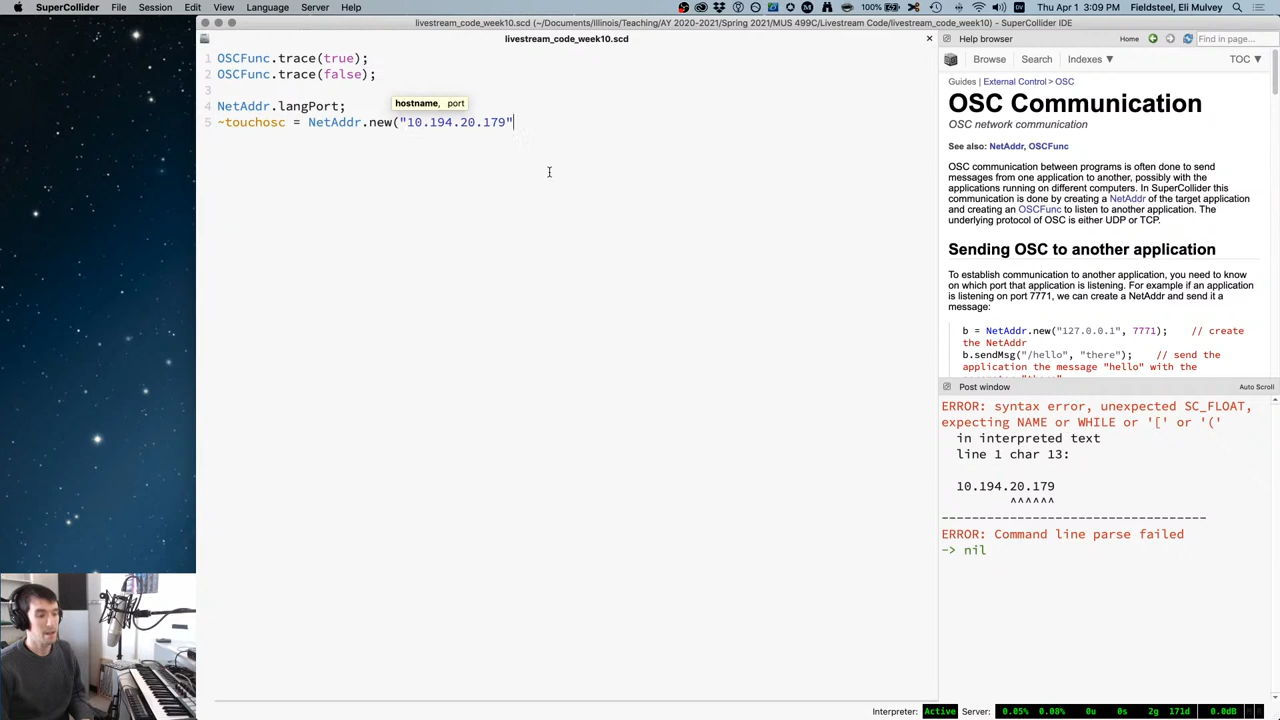 SuperCollider File Edit Session Language Help
Fieldsteel, Eli Mulvey
100%
Thu Apr 1 3:09 PM
livestream_code_week10.scd (~/Documents/Illinois/Teaching/AY 2020-2021/Spring 2021/MUS 499C/Livestream Code/livestream_code_week10) - SuperCollider IDE
livestream_code_week10.scd
1 OSCFunc.trace(true);
2 OSCFunc.trace(false);
3
4 NetAddr.langPort;
hostname, port
5 ~touchosc = NetAddr.new("10.194.20.179"
Help browser
Home
Find in page...
Browse Search Indexes ▼ TOC ▼
Guides | External Control > OSC
OSC Communication
OSC network communication
See also: NetAddr, OSCFunc
OSC communication between programs is often done to send
messages from one application to another, possibly with the
applications running on different computers. In SuperCollider this
communication is done by creating a NetAddr of the target application
and creating an OSCFunc to listen to another application. The
underlying protocol of OSC is either UDP or TCP.
Sending OSC to another application
To establish communication to another application, you need to know
on which port that application is listening. For example if an application
is listening on port 7771, we can create a NetAddr and send it a
message:
b = NetAddr.new("127.0.0.1", 7771); // create
the NetAddr
b.sendMsg("/hello", "there"); // send the
application the message "hello" with the
Post window
Auto Scroll
ERROR: syntax error, unexpected SC_FLOAT,
expecting NAME or WHILE or '[' or '('
in interpreted text
line 1 char 13:
10.194.20.179
^^^^^^
-----------------------------------
ERROR: Command line parse failed
-> nil
Interpreter: Active Server: 0.05% 0.08% 0u 0s 2g 171d 0.0dB